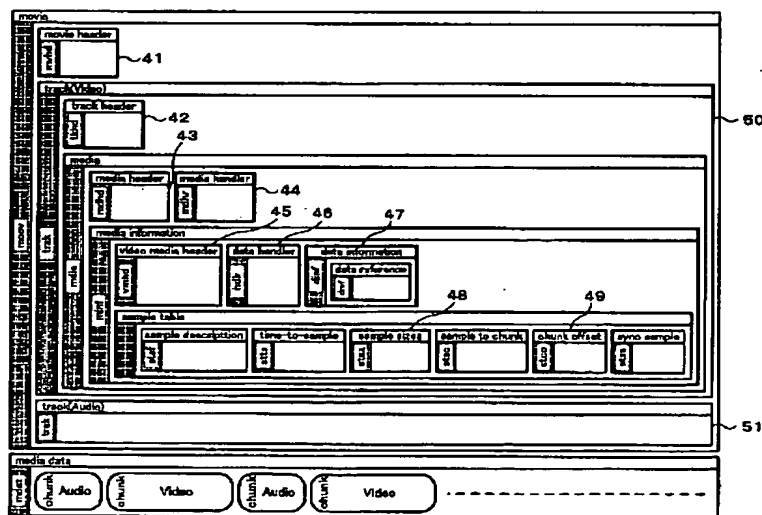 movie
movie header
mvhd
41
track(Video)
track header
tkhd
42
50
43
media
media header
mdhd
media handler
44
45
46
47
media information
video media header
vmhd
data handler
hdlr
data information
dinf
data reference
dref
moov
trak
mdia
minf
48
49
sample table
sample description
time-to-sample
stts
sample sizes
sample to chunk
stsc
chunk offset
stco
sync sample
track(Audio)
trak
51
media data
mdat
chunk
Audio
chunk
Video
chunk
Audio
chunk
Video